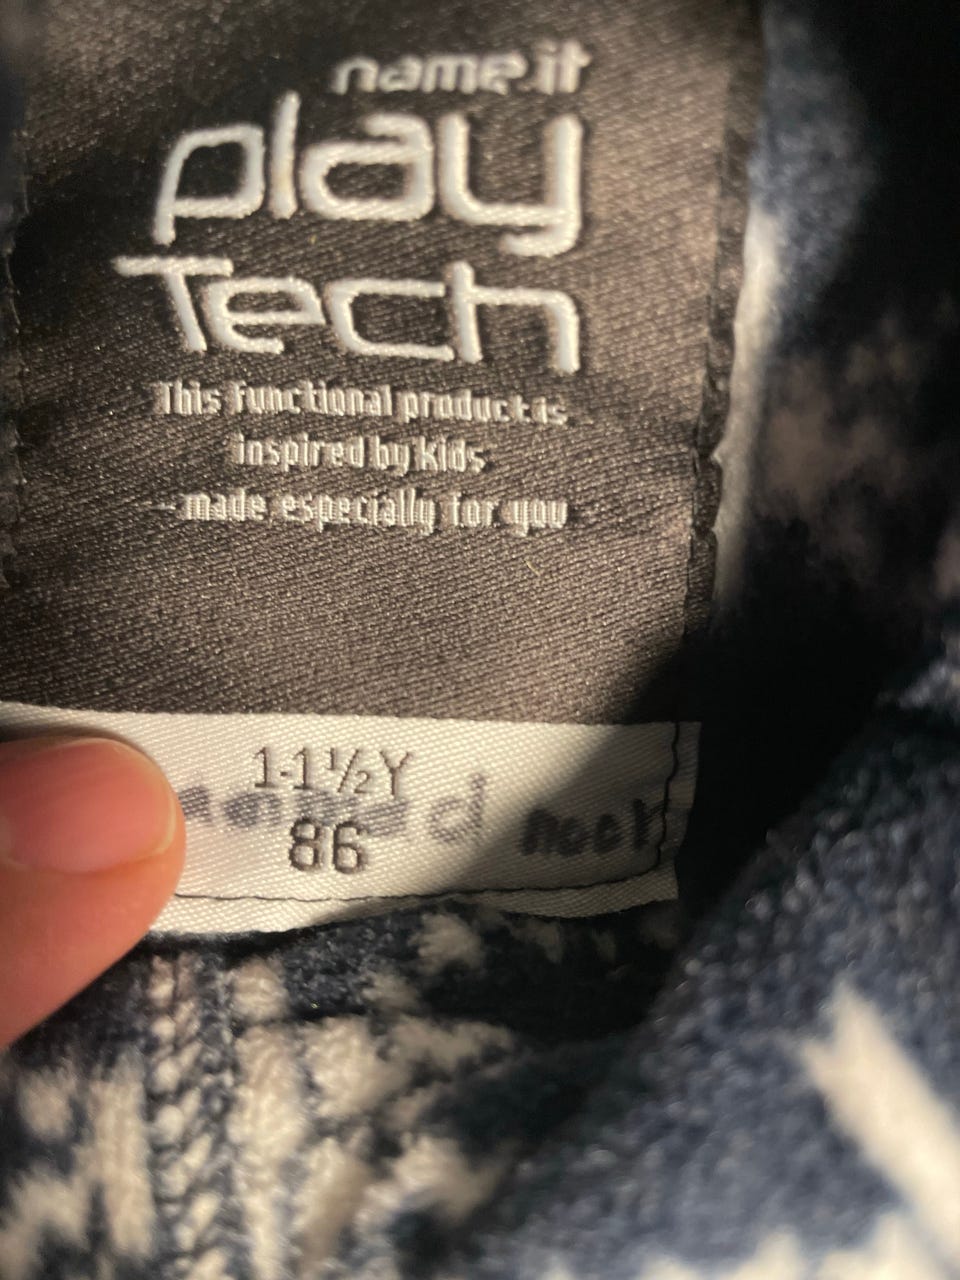 name it
play
Tech
This functional product is
inspired by kids
- made especially for you
1-1½Y
86